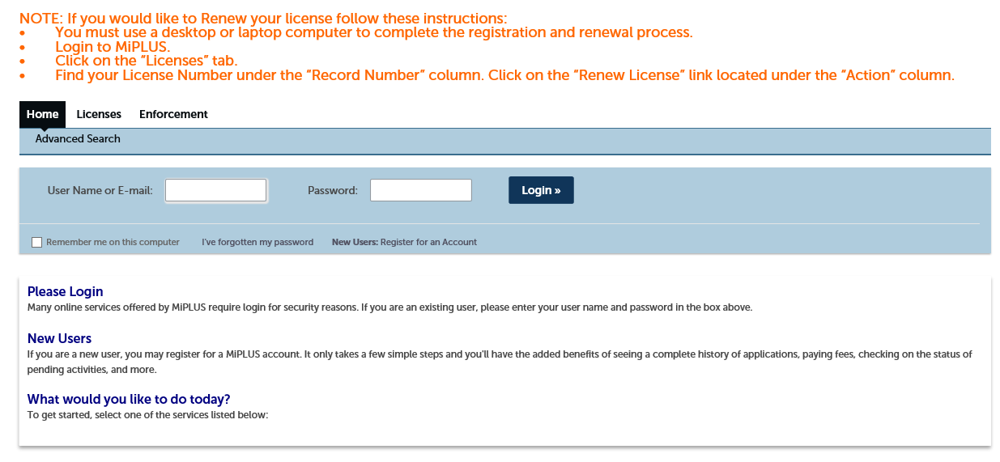 NOTE: If you would like to Renew your license follow these instructions:
• You must use a desktop or laptop computer to complete the registration and renewal process.
• Login to MiPLUS.
• Click on the “Licenses” tab.
• Find your License Number under the “Record Number” column. Click on the “Renew License” link located under the “Action” column.
Home Licenses Enforcement
Advanced Search
User Name or E-mail: Password: Login »
Remember me on this computer I've forgotten my password New Users: Register for an Account
Please Login
Many online services offered by MiPLUS require login for security reasons. If you are an existing user, please enter your user name and password in the box above.
New Users
If you are a new user, you may register for a MiPLUS account. It only takes a few simple steps and you'll have the added benefits of seeing a complete history of applications, paying fees, checking on the status of
pending activities, and more.
What would you like to do today?
To get started, select one of the services listed below: